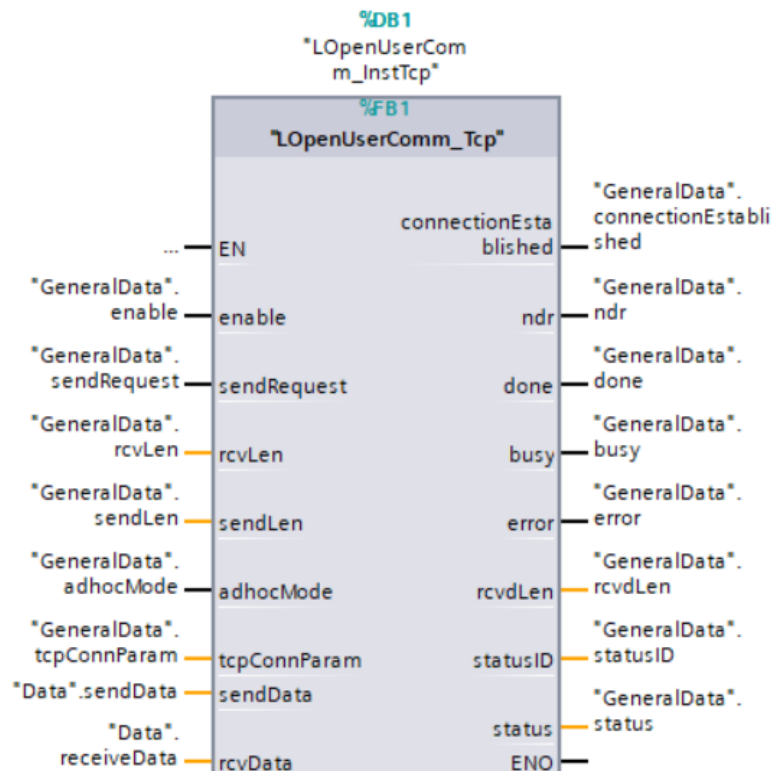 %DB1
"LOpenUserCom
m_InstTcp"
%FB1
"LOpenUserComm_Tcp"
"GeneralData".
connectionEsta
connectionEstabli
... EN
blished
shed
"GeneralData".
"GeneralData".
enable
enable
ndr
ndr
"GeneralData".
"GeneralData".
sendRequest
sendRequest
done
done
"GeneralData".
"GeneralData".
rcvLen
rcvLen
busy
busy
"GeneralData".
"GeneralData".
sendLen
sendLen
error
error
"GeneralData".
"GeneralData".
adhocMode
adhocMode
rcvdLen
rcvdLen
"GeneralData".
"GeneralData".
tcpConnParam
tcpConnParam
statusID
statusID
"Data".sendData
sendData
"GeneralData".
"Data".
status
status
receiveData
rcvData
ENO